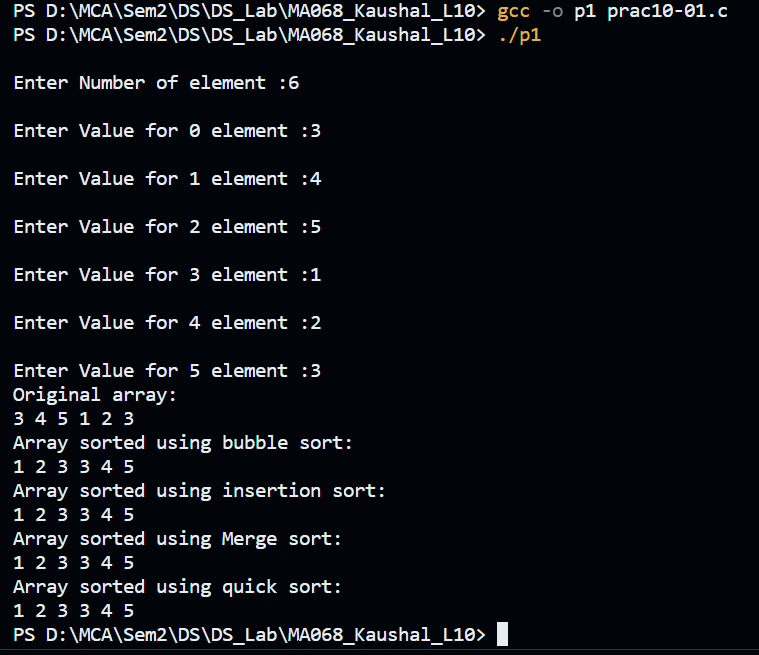 PS D:\MCA\Sem2\DS\DS_Lab\MA068_Kaushal_L10> gcc -o p1 prac10-01.c
PS D:\MCA\Sem2\DS\DS_Lab\MA068_Kaushal_L10> ./p1
Enter Number of element :6
Enter Value for 0 element :3
Enter Value for 1 element :4
Enter Value for 2 element :5
Enter Value for 3 element :1
Enter Value for 4 element :2
Enter Value for 5 element :3
Original array:
3 4 5 1 2 3
Array sorted using bubble sort:
1 2 3 3 4 5
Array sorted using insertion sort:
1 2 3 3 4 5
Array sorted using Merge sort:
1 2 3 3 4 5
Array sorted using quick sort:
1 2 3 3 4 5
PS D:\MCA\Sem2\DS\DS_Lab\MA068_Kaushal_L10>